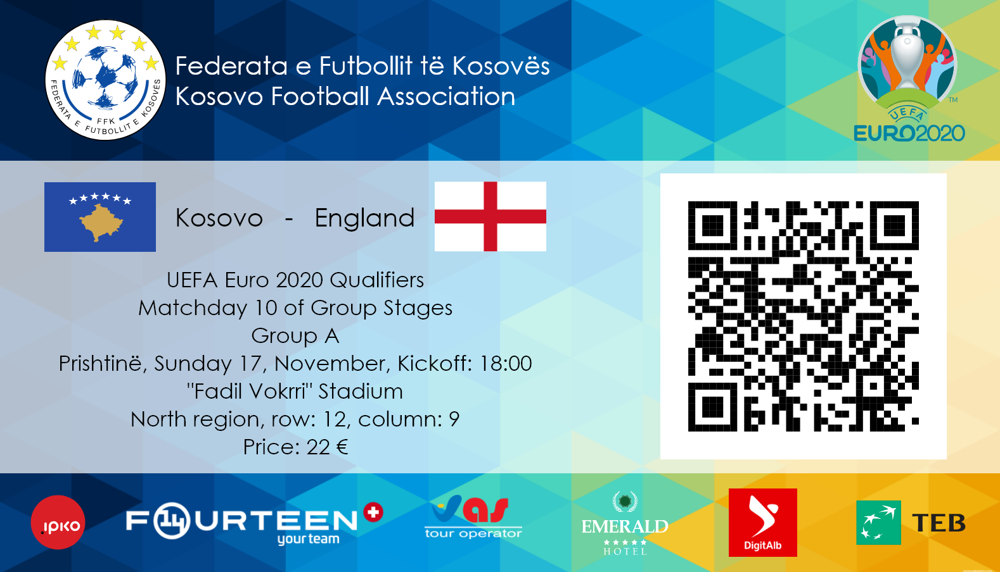 Federata e Futbollit të Kosovës
Kosovo Football Association
FEDERATA E FUTBOLLIT E KOSOVËS
FFK
TM
UEFA
EURO2020
Kosovo - England
UEFA Euro 2020 Qualifiers
Matchday 10 of Group Stages
Group A
Prishtinë, Sunday 17, November, Kickoff: 18:00
"Fadil Vokrri" Stadium
North region, row: 12, column: 9
Price: 22 €
.ipko
F14URTEEN
your team
vas
tour operator
EMERALD
HOTEL
DigitAlb
TEB